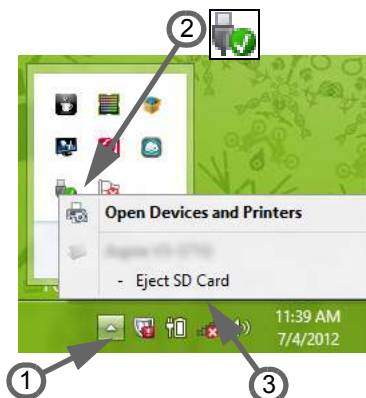 2
Open Devices and Printers
- Eject SD Card
11:39 AM
7/4/2012
1
3